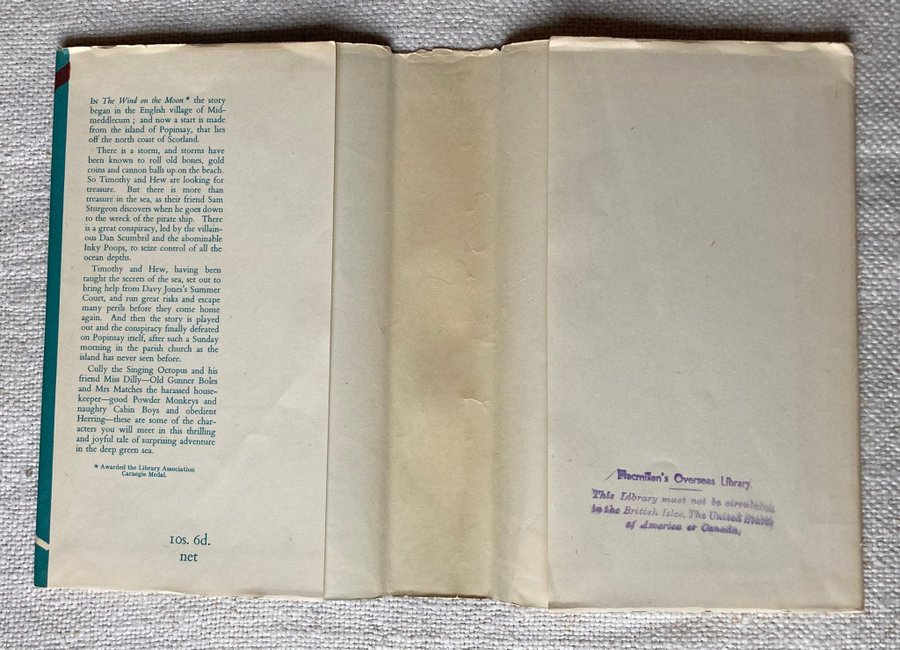 IN The Wind on the Moon * the story
began in the English village of Mid-
meddlecum ; and now a start is made
from the island of Popinsay, that lies
off the north coast of Scotland.
There is a storm, and storms have
been known to roll old bones, gold
coins and cannon balls up on the beach.
So Timothy and Hew are looking for
treasure. But there is more than
treasure in the sea, as their friend Sam
Sturgeon discovers when he goes down
to the wreck of the pirate ship. There
is a great conspiracy, led by the villain-
ous Dan Scumbril and the abominable
Inky Poops, to seize control of all the
ocean depths.
Timothy and Hew, having been
taught the secrets of the sea, set out to
bring help from Davy Jones's Summer
Court, and run great risks and escape
many perils before they come home
again. And then the story is played
out and the conspiracy finally defeated
on Popinsay itself, after such a Sunday
morning in the parish church as the
island has never seen before.
Cully the Singing Octopus and his
friend Miss Dilly—Old Gunner Boles
and Mrs Matches the harassed house-
keeper—good Powder Monkeys and
naughty Cabin Boys and obedient
Herring—these are some of the char-
acters you will meet in this thrilling
and joyful tale of surprising adventure
in the deep green sea.
* Awarded the Library Association
Carnegie Medal.
10s. 6d.
net
Macmillan's Overseas Library.
This Library must not be circulated
in the British Isles, The United States
of America or Canada.